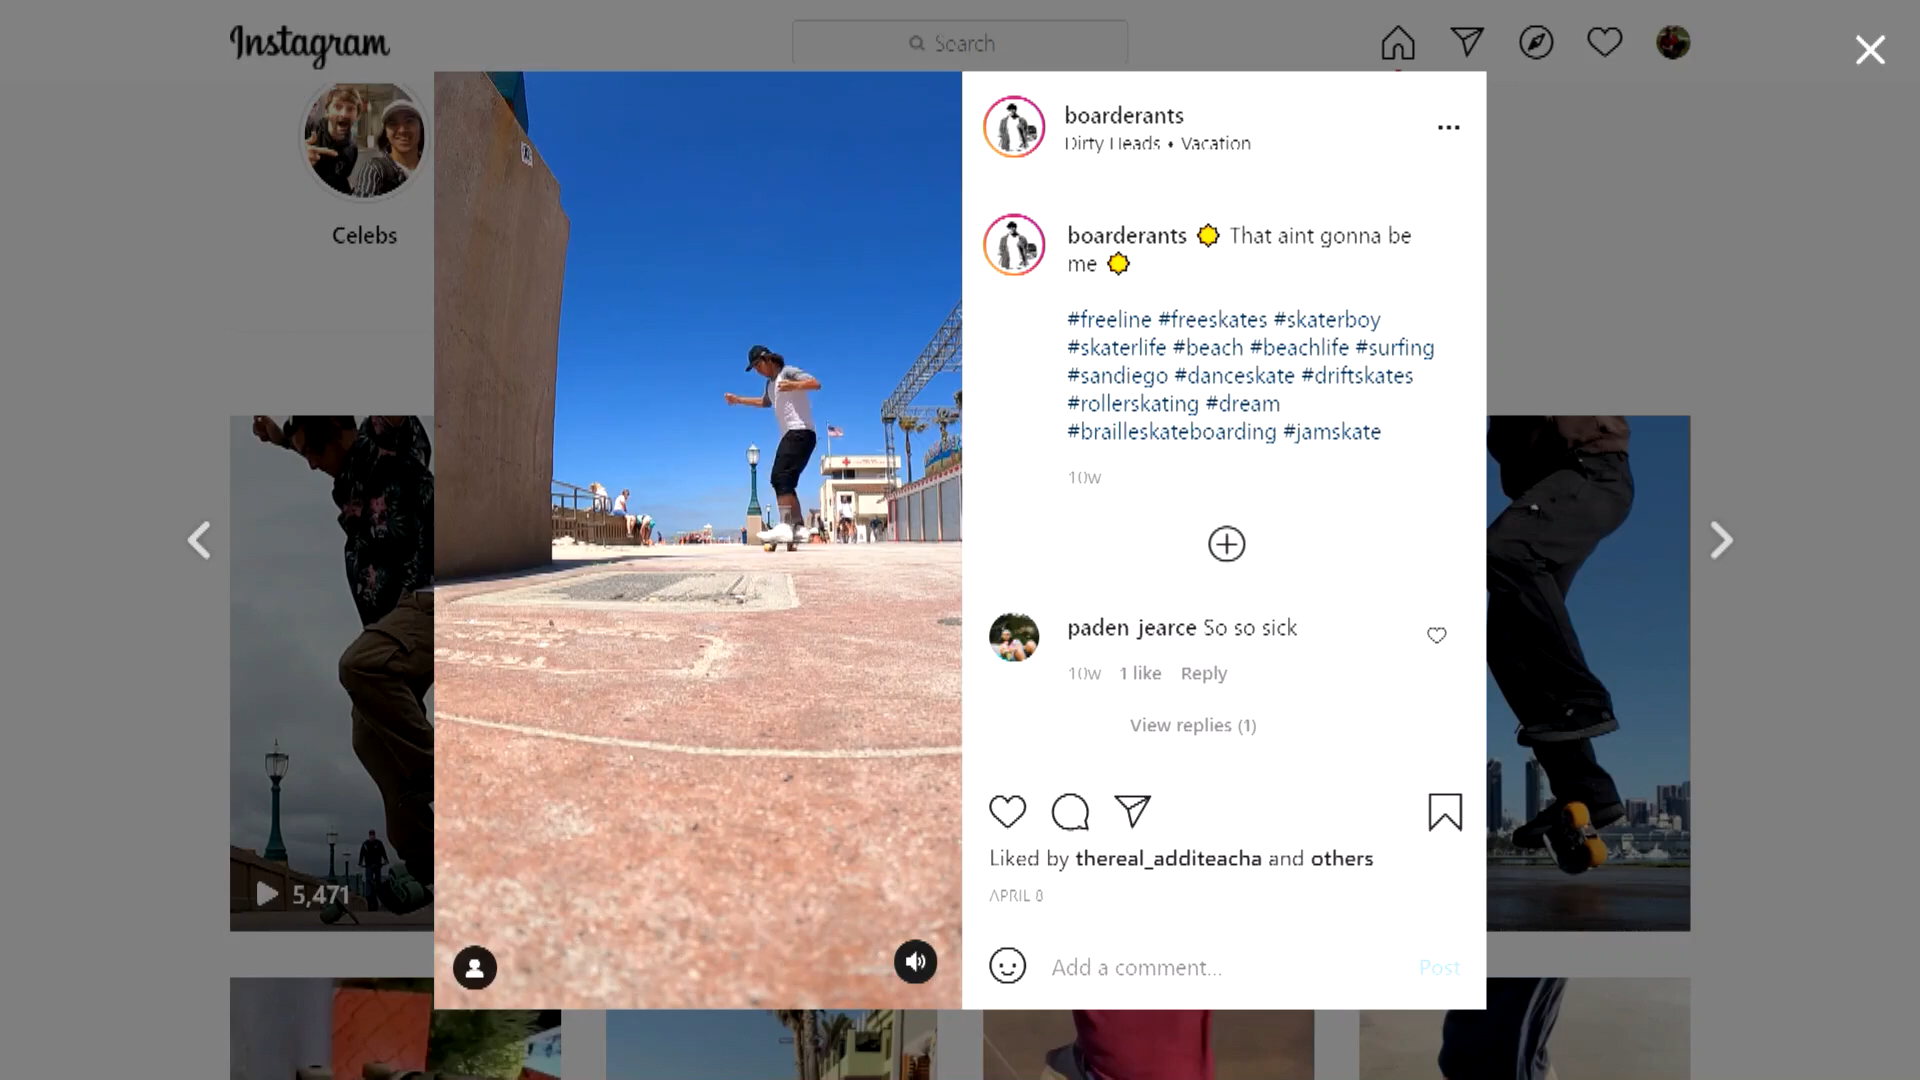 Instagram
Search
Celebs
boarderants
Dirty Heads • Vacation
boarderants That aint gonna be
me
#freeline #freeskates #skaterboy
#skaterlife #beach #beachlife #surfing
#sandiego #danceskate #driftskates
#rollerskating #dream
#brailleskateboarding #jamskate
10w
paden_jearce So so sick
10w 1 like Reply
View replies (1)
Liked by thereal_additeacha and others
APRIL 8
Add a comment... Post
5,471